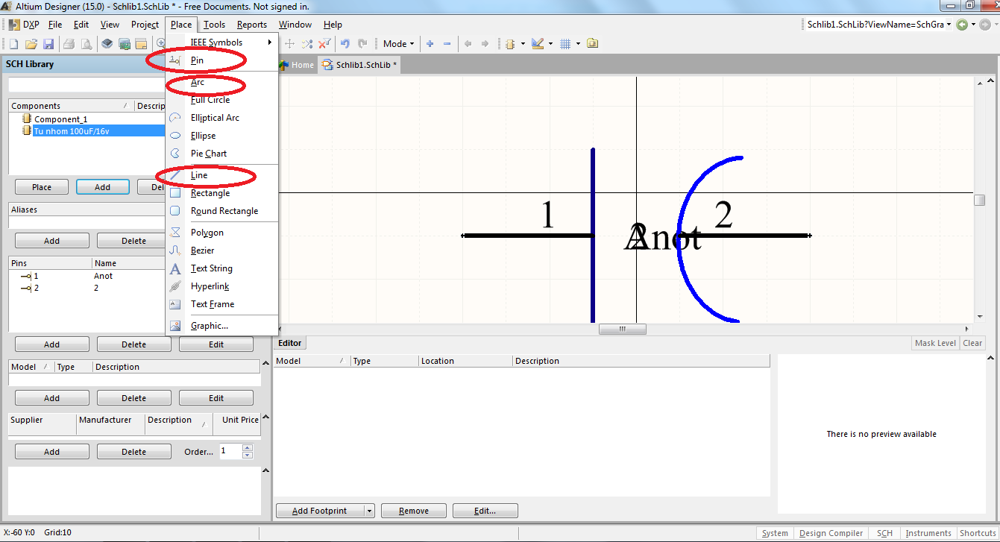 Altium Designer (15.0) - Schlib1.SchLib * - Free Documents. Not signed in.
DXP File Edit View Project Place Tools Reports Window Help
Schlib1.SchLib?ViewName=SchGra
Mode
SCH Library
Home Schlib1.SchLib *
IEEE Symbols
Pin
Arc
Full Circle
Elliptical Arc
Ellipse
Pie Chart
Line
Rectangle
Round Rectangle
Polygon
Bezier
Text String
Hyperlink
Text Frame
Graphic...
Components Descrip
Component_1
Tu nhom 100uF/16v
Place Add Del
Aliases
Add Delete
Pins Name
1 Anot
2 2
Add Delete Edit
Model Type Description
Add Delete Edit
Supplier Manufacturer Description Unit Price
Add Delete Order... 1
1 2
2 Anot
Editor Mask Level Clear
Model Type Location Description
There is no preview available
Add Footprint Remove Edit...
X:-60 Y:0 Grid:10
System Design Compiler SCH Instruments Shortcuts